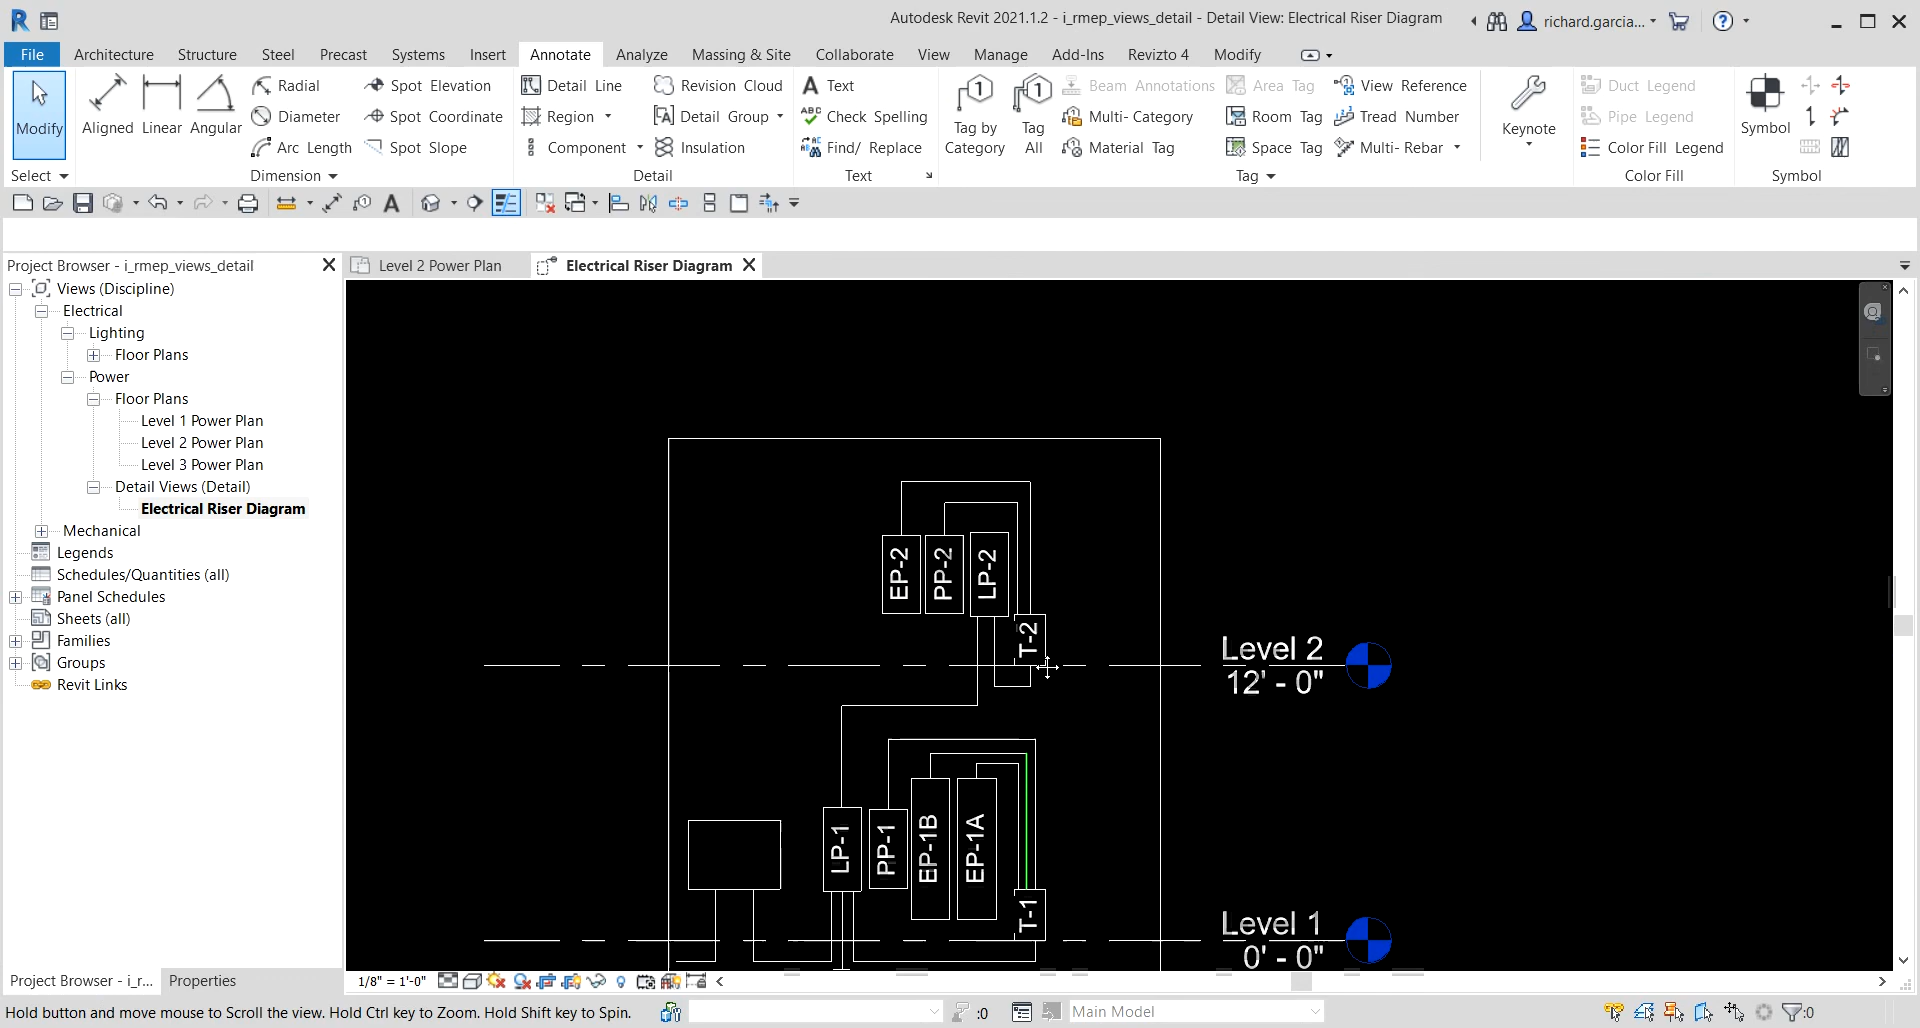 Autodesk Revit 2021.1.2 - i_rmep_views_detail - Detail View: Electrical Riser Diagram
richard.garcia...
File Architecture Structure Steel Precast Systems Insert Annotate Analyze Massing & Site Collaborate View Manage Add-Ins Revizto 4 Modify
Modify
Select
Aligned Linear Angular
Radial
Diameter
Arc Length
Spot Elevation
Spot Coordinate
Spot Slope
Dimension
Detail Line
Region
Component
Revision Cloud
Detail Group
Insulation
Detail
Text
Check Spelling
Find/ Replace
Text
Tag by
Category
Tag
All
Beam Annotations
Multi- Category
Material Tag
Area Tag
Room Tag
Space Tag
View Reference
Tread Number
Multi- Rebar
Tag
Keynote
Duct Legend
Pipe Legend
Color Fill Legend
Color Fill
Symbol
Symbol
Project Browser - i_rmep_views_detail
Views (Discipline)
Electrical
Lighting
Floor Plans
Power
Floor Plans
Level 1 Power Plan
Level 2 Power Plan
Level 3 Power Plan
Detail Views (Detail)
Electrical Riser Diagram
Mechanical
Legends
Schedules/Quantities (all)
Panel Schedules
Sheets (all)
Families
Groups
Revit Links
Project Browser - i_r... Properties
Level 2 Power Plan Electrical Riser Diagram
EP-2
PP-2
LP-2
T-2
Level 2
12' - 0"
LP-1
PP-1
EP-1B
EP-1A
T-1
Level 1
0' - 0"
1/8" = 1'-0"
Hold button and move mouse to Scroll the view. Hold Ctrl key to Zoom. Hold Shift key to Spin.
:0
Main Model
:0